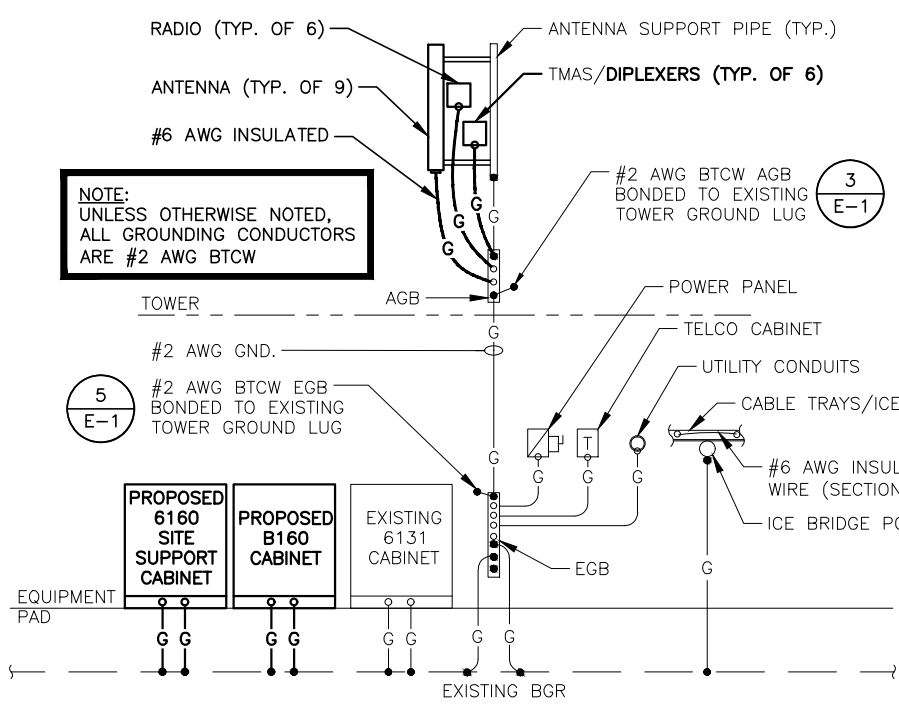 RADIO (TYP. OF 6)
ANTENNA SUPPORT PIPE (TYP.)
TMAS/DIPLEXERS (TYP. OF 6)
ANTENNA (TYP. OF 9)
#6 AWG INSULATED
NOTE:
UNLESS OTHERWISE NOTED,
ALL GROUNDING CONDUCTORS
ARE #2 AWG BTCW
#2 AWG BTCW AGB
BONDED TO EXISTING
TOWER GROUND LUG
3
E-1
G
G
G
G
AGB
POWER PANEL
TOWER
G
TELCO CABINET
#2 AWG GND.
UTILITY CONDUITS
5
E-1
#2 AWG BTCW EGB
BONDED TO EXISTING
TOWER GROUND LUG
CABLE TRAYS/ICE
T
G
G
G
G
#6 AWG INSUL
WIRE (SECTION
ICE BRIDGE PO
PROPOSED
6160
SITE
SUPPORT
CABINET
PROPOSED
B160
CABINET
EXISTING
6131
CABINET
EGB
G
EQUIPMENT
PAD
G
G
G
G
G
G
G
G
EXISTING BGR